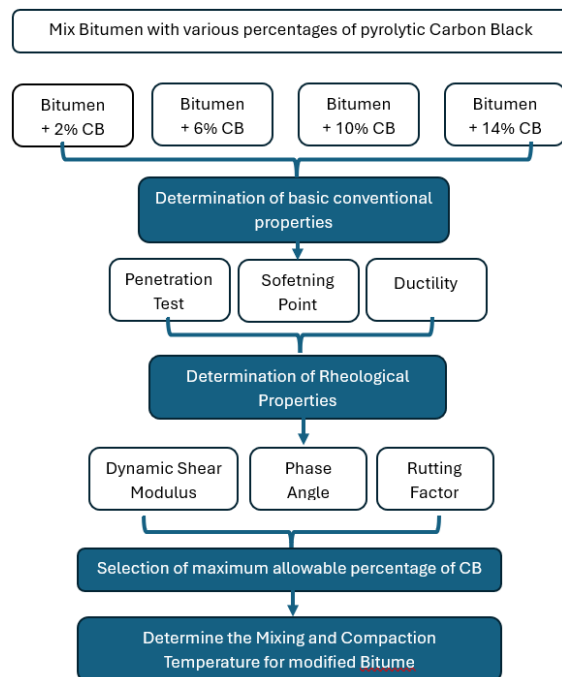 Mix Bitumen with various percentages of pyrolytic Carbon Black
Bitumen
+ 2% CB
Bitumen
+ 6% CB
Bitumen
+ 10% CB
Bitumen
+ 14% CB
Determination of basic conventional
properties
Penetration
Test
Sofetning
Point
Ductility
Determination of Rheological
Properties
Dynamic Shear
Modulus
Phase
Angle
Rutting
Factor
Selection of maximum allowable percentage of CB
Determine the Mixing and Compaction
Temperature for modified Bitume